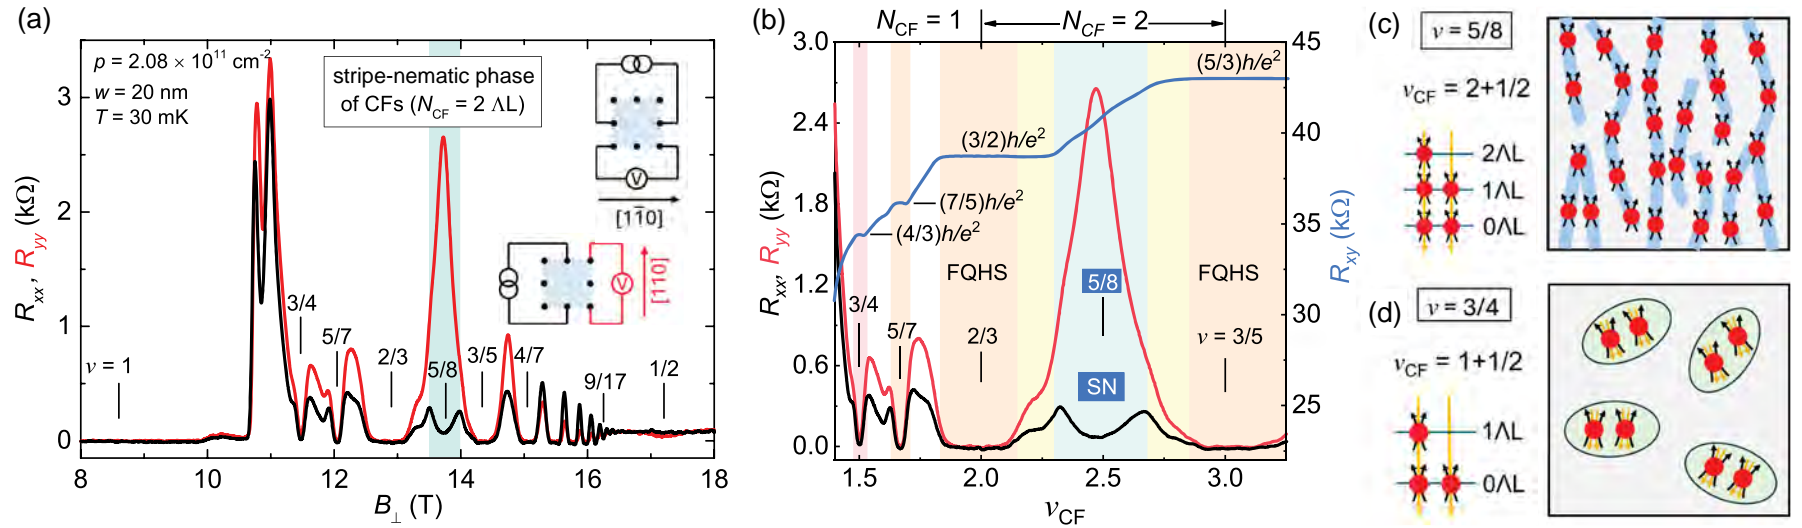 (a)
p = 2.08 × 10¹¹ cm⁻²
w = 20 nm
T = 30 mK
stripe-nematic phase
of CFs (N_CF = 2 ΛL)
V
[11̄0]
V
[110]
3/4
5/7
2/3
5/8
3/5
4/7
9/17
1/2
ν = 1
R_xx, R_yy (kΩ)
3
2
1
0
8
10
12
14
16
18
B_⊥ (T)
(b)
N_CF = 1
N_CF = 2
3.0
2.4
1.8
1.2
0.6
0.0
R_xx, R_yy (kΩ)
45
40
35
30
25
R_xy (kΩ)
(5/3)h/e²
(3/2)h/e²
(7/5)h/e²
(4/3)h/e²
FQHS
5/8
FQHS
3/4
5/7
2/3
SN
ν = 3/5
1.5
2.0
2.5
3.0
ν_CF
(c)
ν = 5/8
ν_CF = 2+1/2
2ΛL
1ΛL
0ΛL
(d)
ν = 3/4
ν_CF = 1+1/2
1ΛL
0ΛL